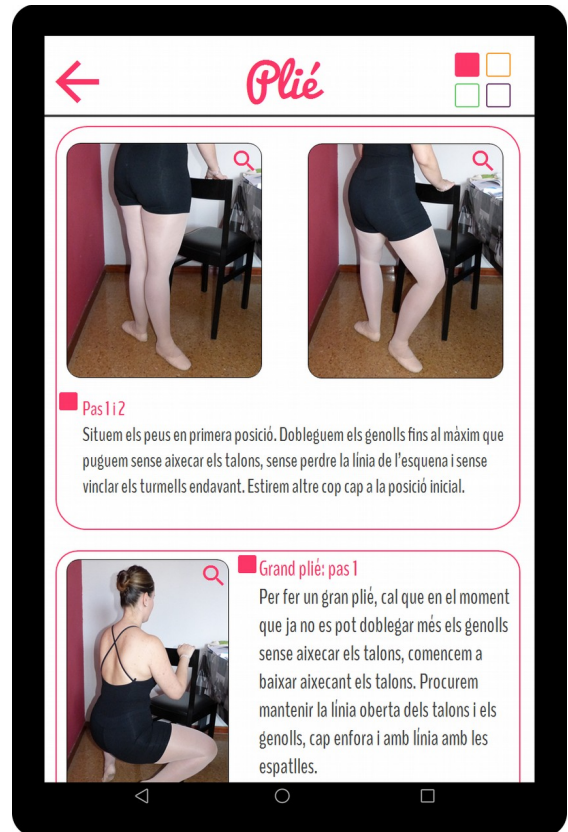 Plié
Pas 1 i 2
Situem els peus en primera posició. Dobleguem els genolls fins al màxim que
puguem sense aixecar els talons, sense perdre la línia de l'esquena i sense
vinclar els turmells endavant. Estirem altre cop cap a la posició inicial.
Grand plié: pas 1
Per fer un gran plié, cal que en el moment
que ja no es pot doblegar més els genolls
sense aixecar els talons, comencem a
baixar aixecant els talons. Procurem
mantenir la línia oberta dels talons i els
genolls, cap enfora i amb línia amb les
espatlles.